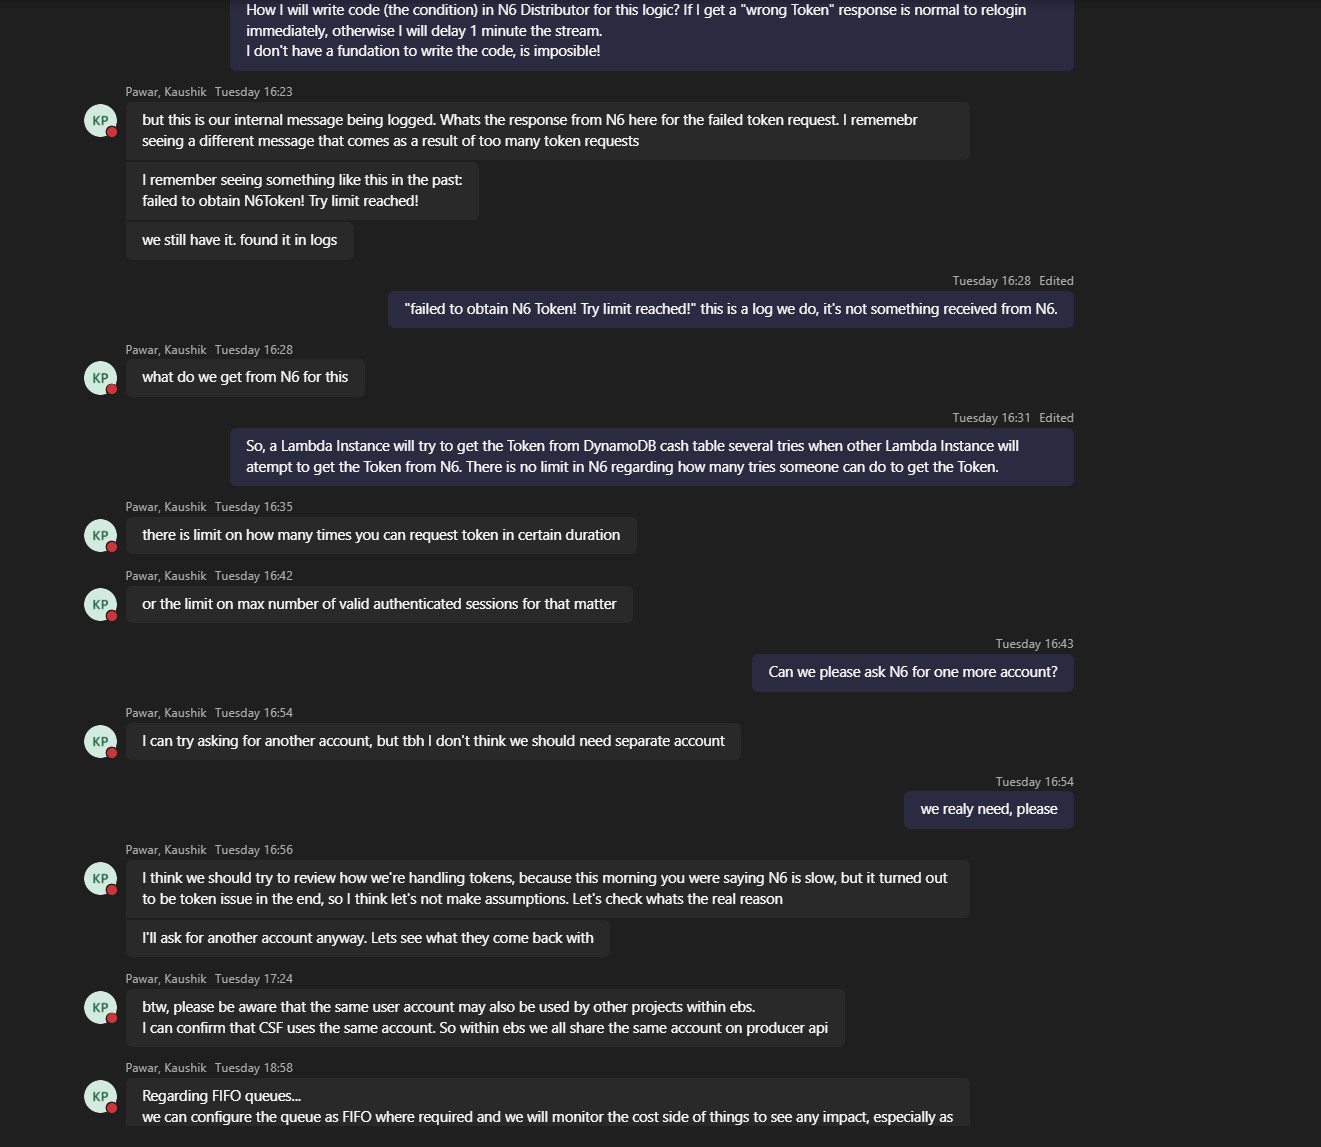 How I will write code (the condition) in N6 Distributor for this logic? If I get a "wrong Token" response is normal to relogin
immediately, otherwise I will delay 1 minute the stream.
I don't have a fundation to write the code, is imposible!
Pawar, Kaushik Tuesday 16:23
KP
but this is our internal message being logged. Whats the response from N6 here for the failed token request. I rememebr
seeing a different message that comes as a result of too many token requests
I remember seeing something like this in the past:
failed to obtain N6Token! Try limit reached!
we still have it. found it in logs
Tuesday 16:28 Edited
"failed to obtain N6 Token! Try limit reached!" this is a log we do, it's not something received from N6.
Pawar, Kaushik Tuesday 16:28
KP
what do we get from N6 for this
Tuesday 16:31 Edited
So, a Lambda Instance will try to get the Token from DynamoDB cash table several tries when other Lambda Instance will
atempt to get the Token from N6. There is no limit in N6 regarding how many tries someone can do to get the Token.
Pawar, Kaushik Tuesday 16:35
KP
there is limit on how many times you can request token in certain duration
Pawar, Kaushik Tuesday 16:42
KP
or the limit on max number of valid authenticated sessions for that matter
Tuesday 16:43
Can we please ask N6 for one more account?
Pawar, Kaushik Tuesday 16:54
KP
I can try asking for another account, but tbh I don't think we should need separate account
Tuesday 16:54
we realy need, please
Pawar, Kaushik Tuesday 16:56
KP
I think we should try to review how we're handling tokens, because this morning you were saying N6 is slow, but it turned out
to be token issue in the end, so I think let's not make assumptions. Let's check whats the real reason
I'll ask for another account anyway. Lets see what they come back with
Pawar, Kaushik Tuesday 17:24
KP
btw, please be aware that the same user account may also be used by other projects within ebs.
I can confirm that CSF uses the same account. So within ebs we all share the same account on producer api
Pawar, Kaushik Tuesday 18:58
KP
Regarding FIFO queues...
we can configure the queue as FIFO where required and we will monitor the cost side of things to see any impact, especially as